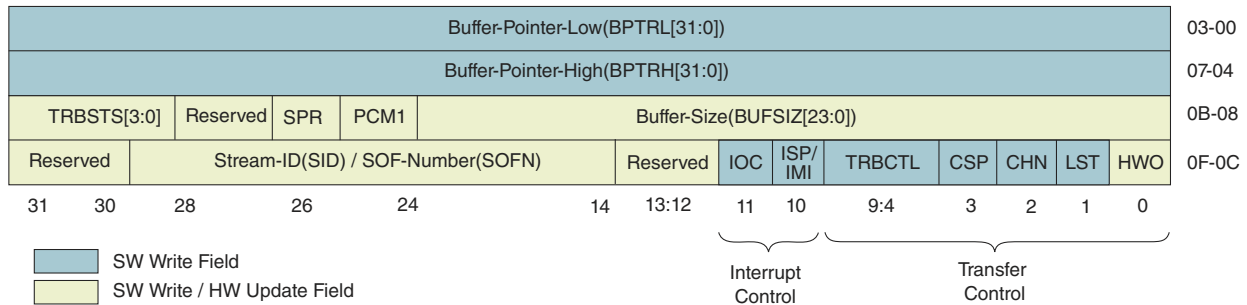 Buffer-Pointer-Low(BPTRL[31:0]) 03-00
Buffer-Pointer-High(BPTRH[31:0]) 07-04
TRBSTS[3:0] Reserved SPR PCM1 Buffer-Size(BUFSIZ[23:0]) 0B-08
Reserved Stream-ID(SID) / SOF-Number(SOFN) Reserved IOC ISP/ IMI TRBCTL CSP CHN LST HWO 0F-0C
31 30 28 26 24 14 13:12 11 10 9:4 3 2 1 0
SW Write Field
SW Write / HW Update Field
Interrupt
Control
Transfer
Control